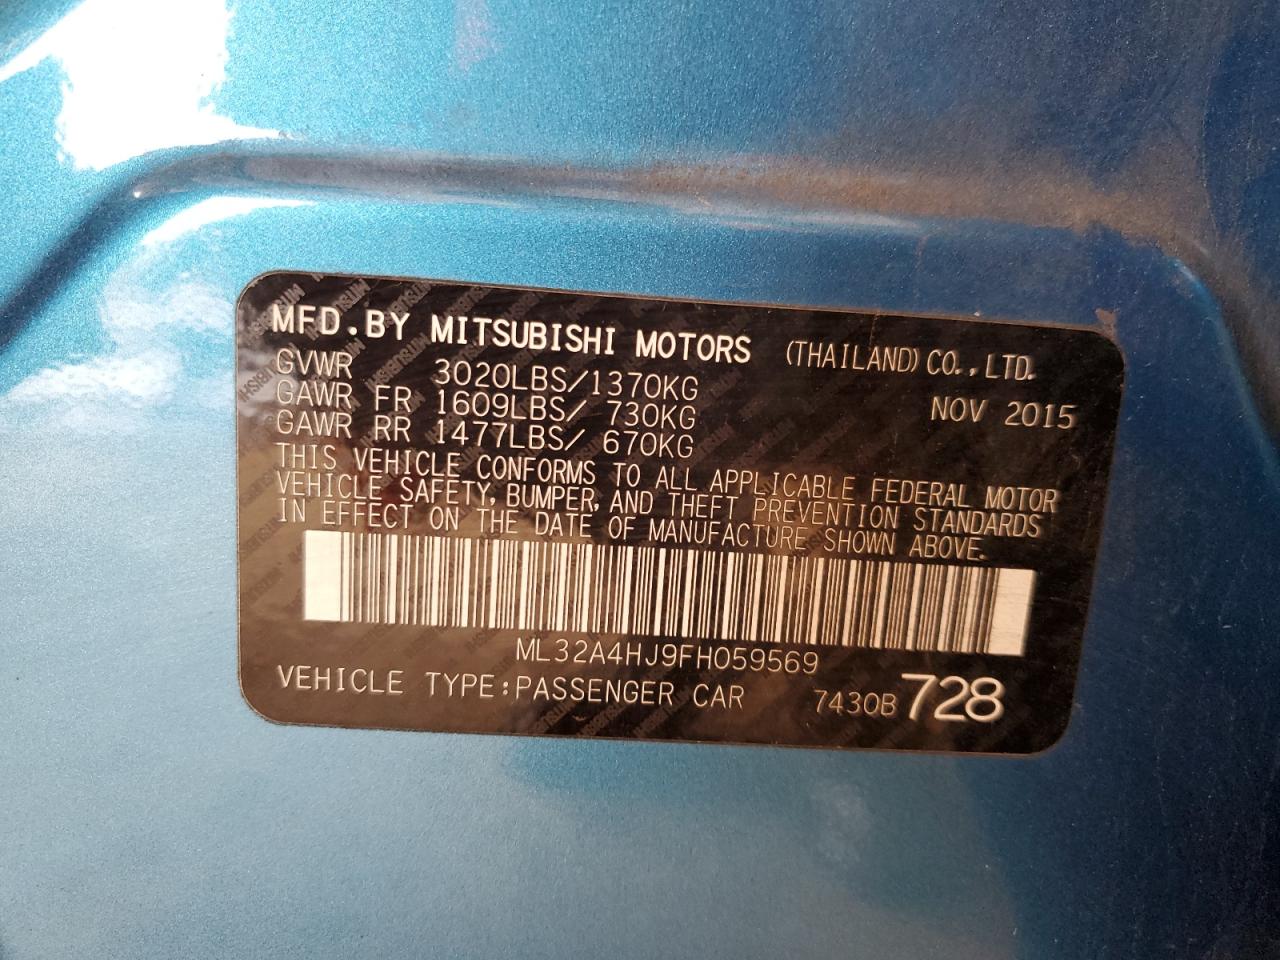 MFD.BY MITSUBISHI MOTORS (THAILAND) CO.,LTD.
GVWR 3020LBS/1370KG
GAWR FR 1609LBS/ 730KG NOV 2015
GAWR RR 1477LBS/ 670KG
THIS VEHICLE CONFORMS TO ALL APPLICABLE FEDERAL MOTOR
VEHICLE SAFETY, BUMPER, AND THEFT PREVENTION STANDARDS
IN EFFECT ON THE DATE OF MANUFACTURE SHOWN ABOVE.
ML32A4HJ9FH059569
VEHICLE TYPE:PASSENGER CAR 7430B 728